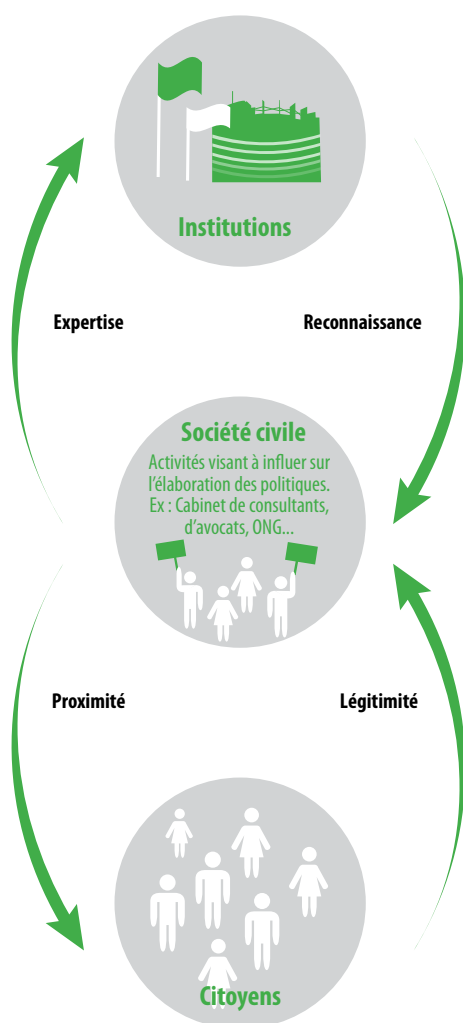 Institutions
Expertise
Reconnaissance
Société civile
Activités visant à influer sur
l'élaboration des politiques.
Ex : Cabinet de consultants,
d'avocats, ONG...
Proximité
Légitimité
Citoyens